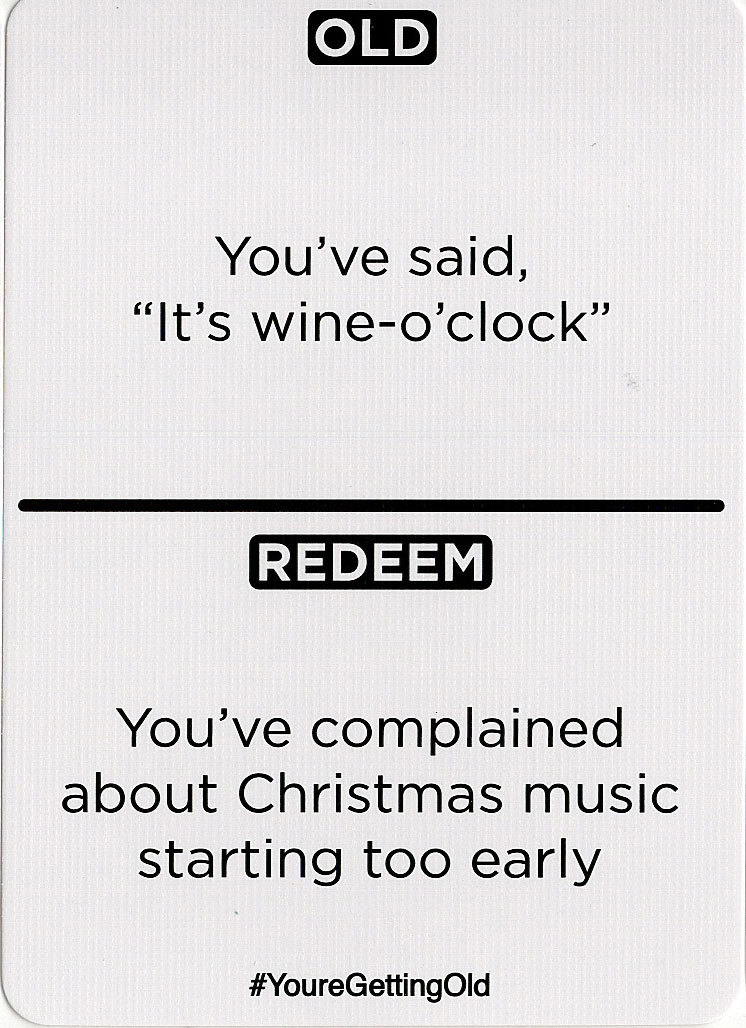 OLD
You’ve said,
“It’s wine-o’clock”
REDEEM
You’ve complained
about Christmas music
starting too early
#YoureGettingOld